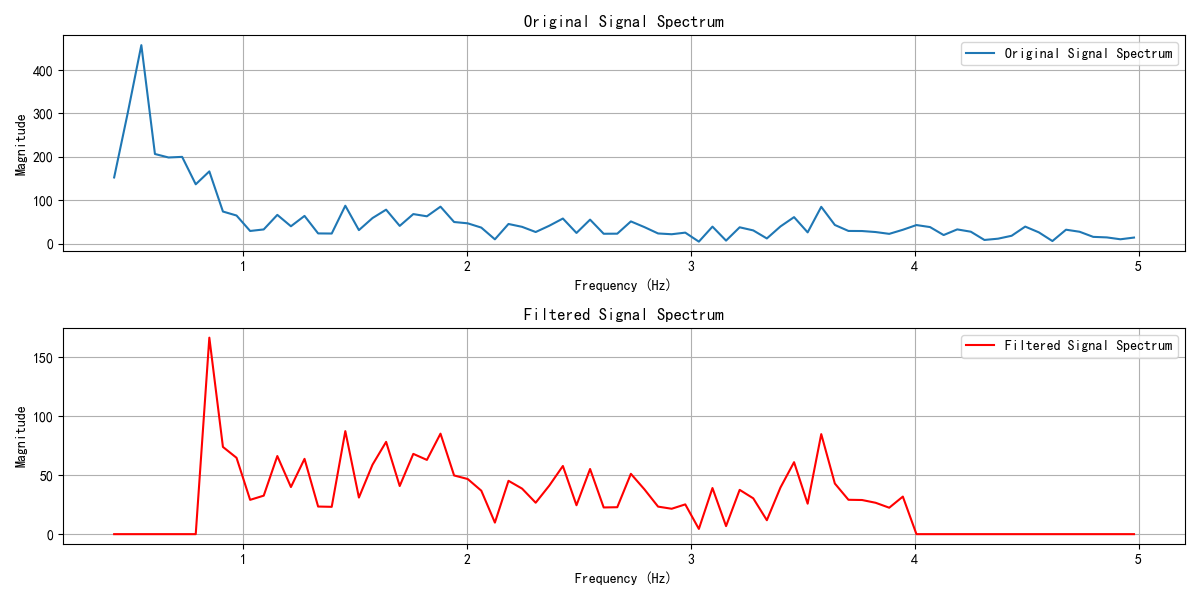 Original Signal Spectrum
Original Signal Spectrum
Magnitude
400
300
200
100
0
1
2
3
4
5
Frequency (Hz)
Filtered Signal Spectrum
Filtered Signal Spectrum
Magnitude
150
100
50
0
1
2
3
4
5
Frequency (Hz)